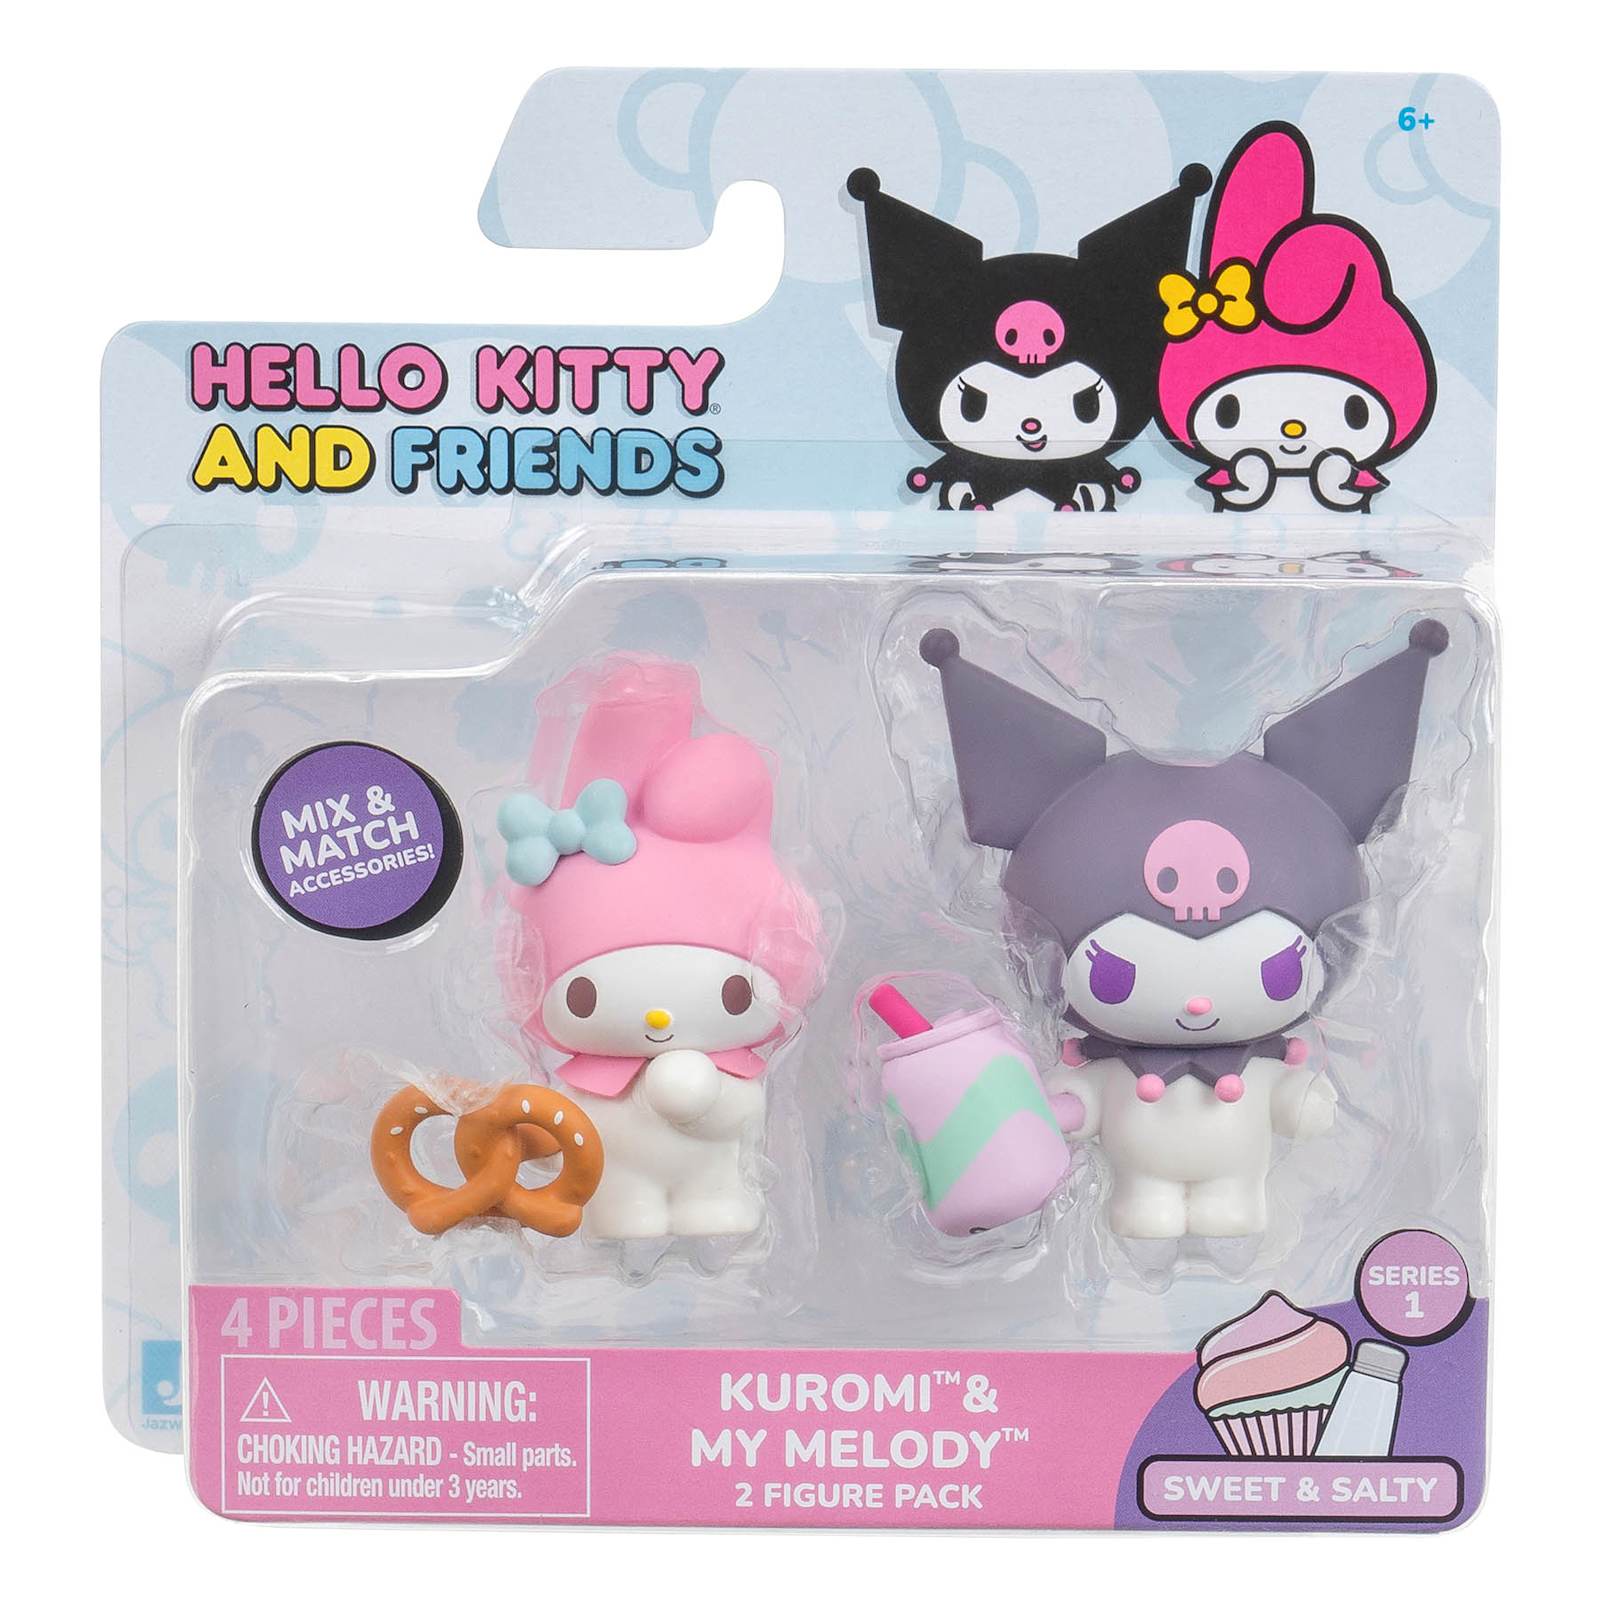 6+
HELLO KITTY®
AND FRIENDS
MIX &
MATCH
ACCESSORIES!
SERIES
1
4 PIECES
WARNING:
CHOKING HAZARD - Small parts.
Not for children under 3 years.
KUROMI™ &
MY MELODY™
2 FIGURE PACK
SWEET & SALTY